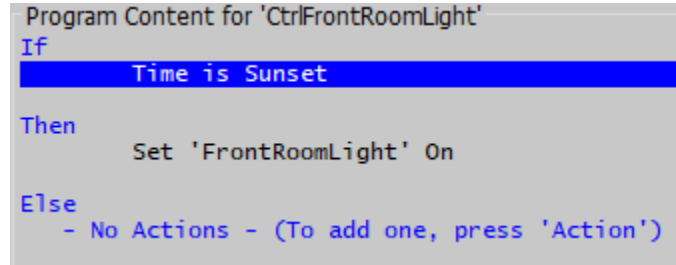 Program Content for 'CtrlFrontRoomLight'
If
Time is Sunset
Then
Set 'FrontRoomLight' On
Else
- No Actions - (To add one, press 'Action')